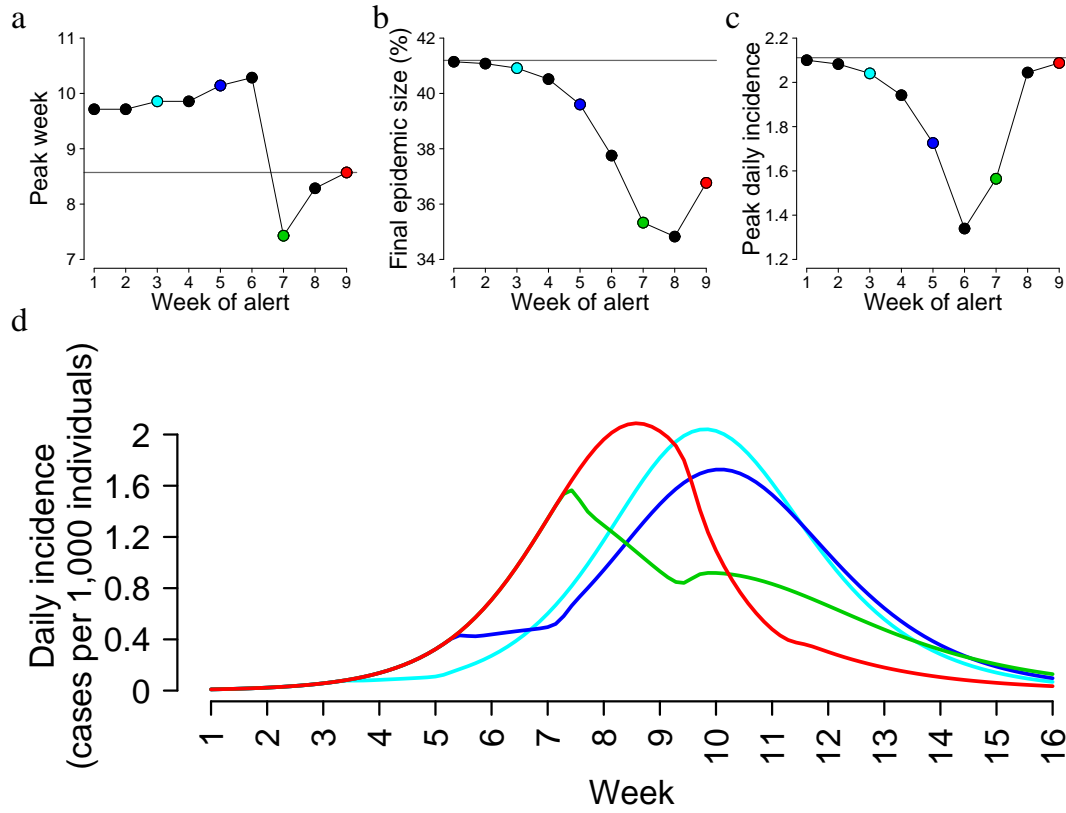 a
Peak week
11
10
9
8
7
1 2 3 4 5 6 7 8 9
Week of alert
b
Final epidemic size (%)
42
40
38
36
34
1 2 3 4 5 6 7 8 9
Week of alert
c
Peak daily incidence
2.2
2
1.8
1.6
1.4
1.2
1 2 3 4 5 6 7 8 9
Week of alert
d
Daily incidence
(cases per 1,000 individuals)
2
1.6
1.2
0.8
0.4
0
1 2 3 4 5 6 7 8 9 10 11 12 13 14 15 16
Week